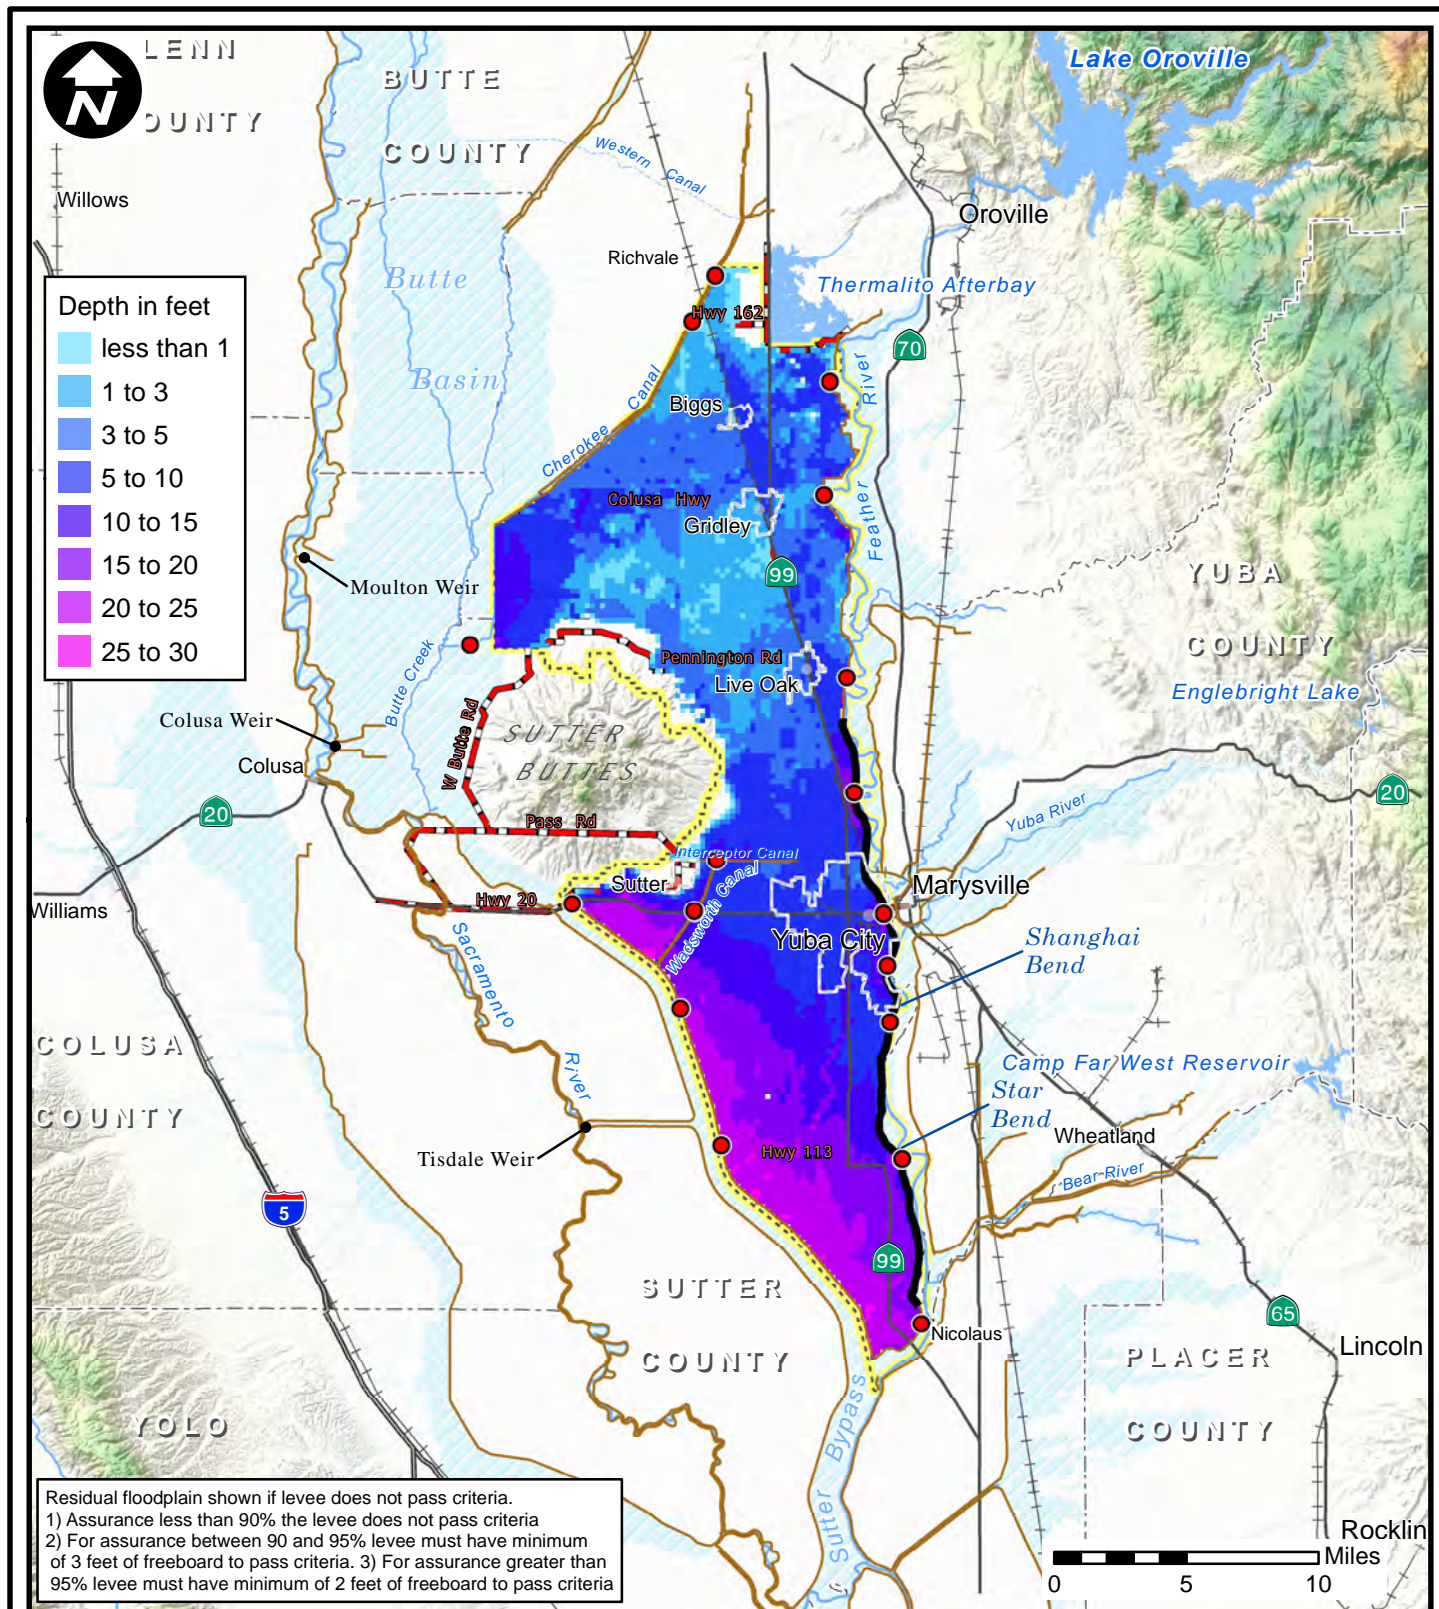 N
LENN
OUNTY
BUTTE
COUNTY
Lake Oroville
Western Canal
Willows
Oroville
Richvale
Butte
Basin
Thermalito Afterbay
Depth in feet
less than 1
1 to 3
3 to 5
5 to 10
10 to 15
15 to 20
20 to 25
25 to 30
Hwy 162
70
Feather River
Biggs
Cherokee Canal
Colusa Hwy
Gridley
99
Moulton Weir
YUBA
COUNTY
Butte Creek
Pennington Rd
Live Oak
Englebright Lake
Colusa Weir
W Butte Rd
SUTTER
BUTTES
Colusa
20
20
Pass Rd
Yuba River
Interceptor Canal
Sutter
Wadsworth Canal
Marysville
Hwy 20
Williams
Yuba City
Shanghai
Bend
Sacramento
River
COLUSA
COUNTY
Camp Far West Reservoir
Star
Bend
Wheatland
Tisdale Weir
Hwy 113
Bear River
5
99
SUTTER
COUNTY
65
Nicolaus
Lincoln
PLACER
COUNTY
YOLO
Sutter Bypass
Residual floodplain shown if levee does not pass criteria.
1) Assurance less than 90% the levee does not pass criteria
2) For assurance between 90 and 95% levee must have minimum
of 3 feet of freeboard to pass criteria. 3) For assurance greater than
95% levee must have minimum of 2 feet of freeboard to pass criteria
Rocklin
Miles
0 5 10